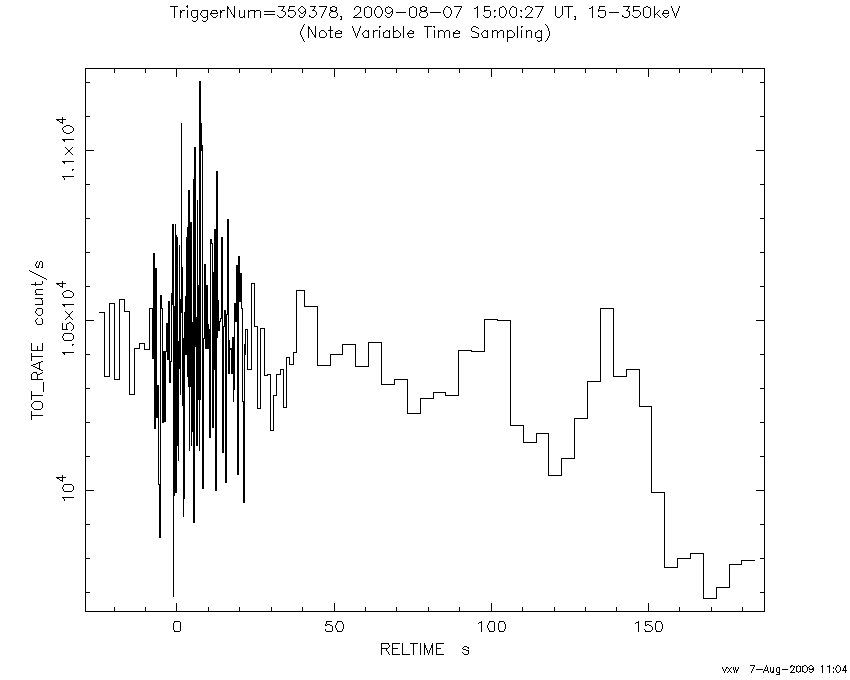 TriggerNum=359378, 2009-08-07 15:00:27 UT, 15-350keV
(Note Variable Time Sampling)
TOT_RATE count/s
1.1×10⁴
1.05×10⁴
10⁴
0 50 100 150
RELTIME s
vxw 7-Aug-2009 11:04